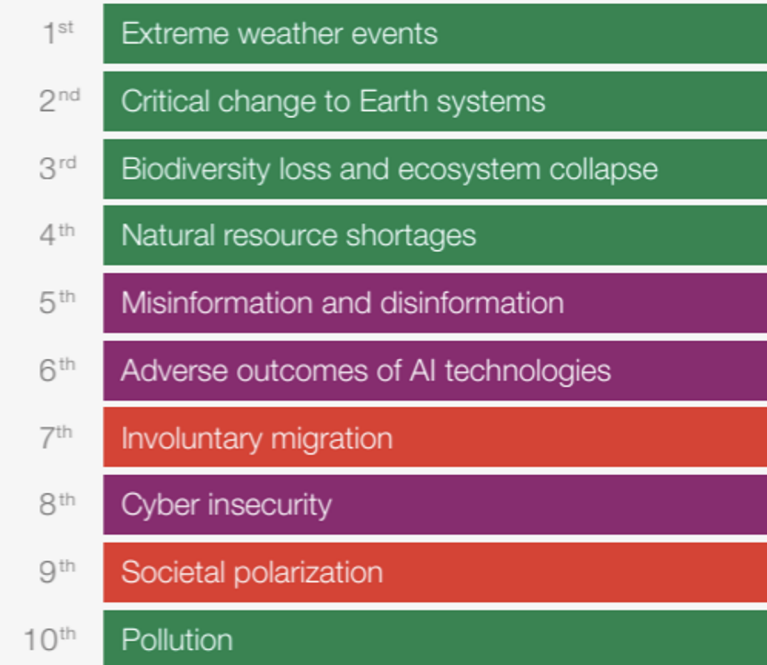 1st Extreme weather events
2nd Critical change to Earth systems
3rd Biodiversity loss and ecosystem collapse
4th Natural resource shortages
5th Misinformation and disinformation
6th Adverse outcomes of AI technologies
7th Involuntary migration
8th Cyber insecurity
9th Societal polarization
10th Pollution